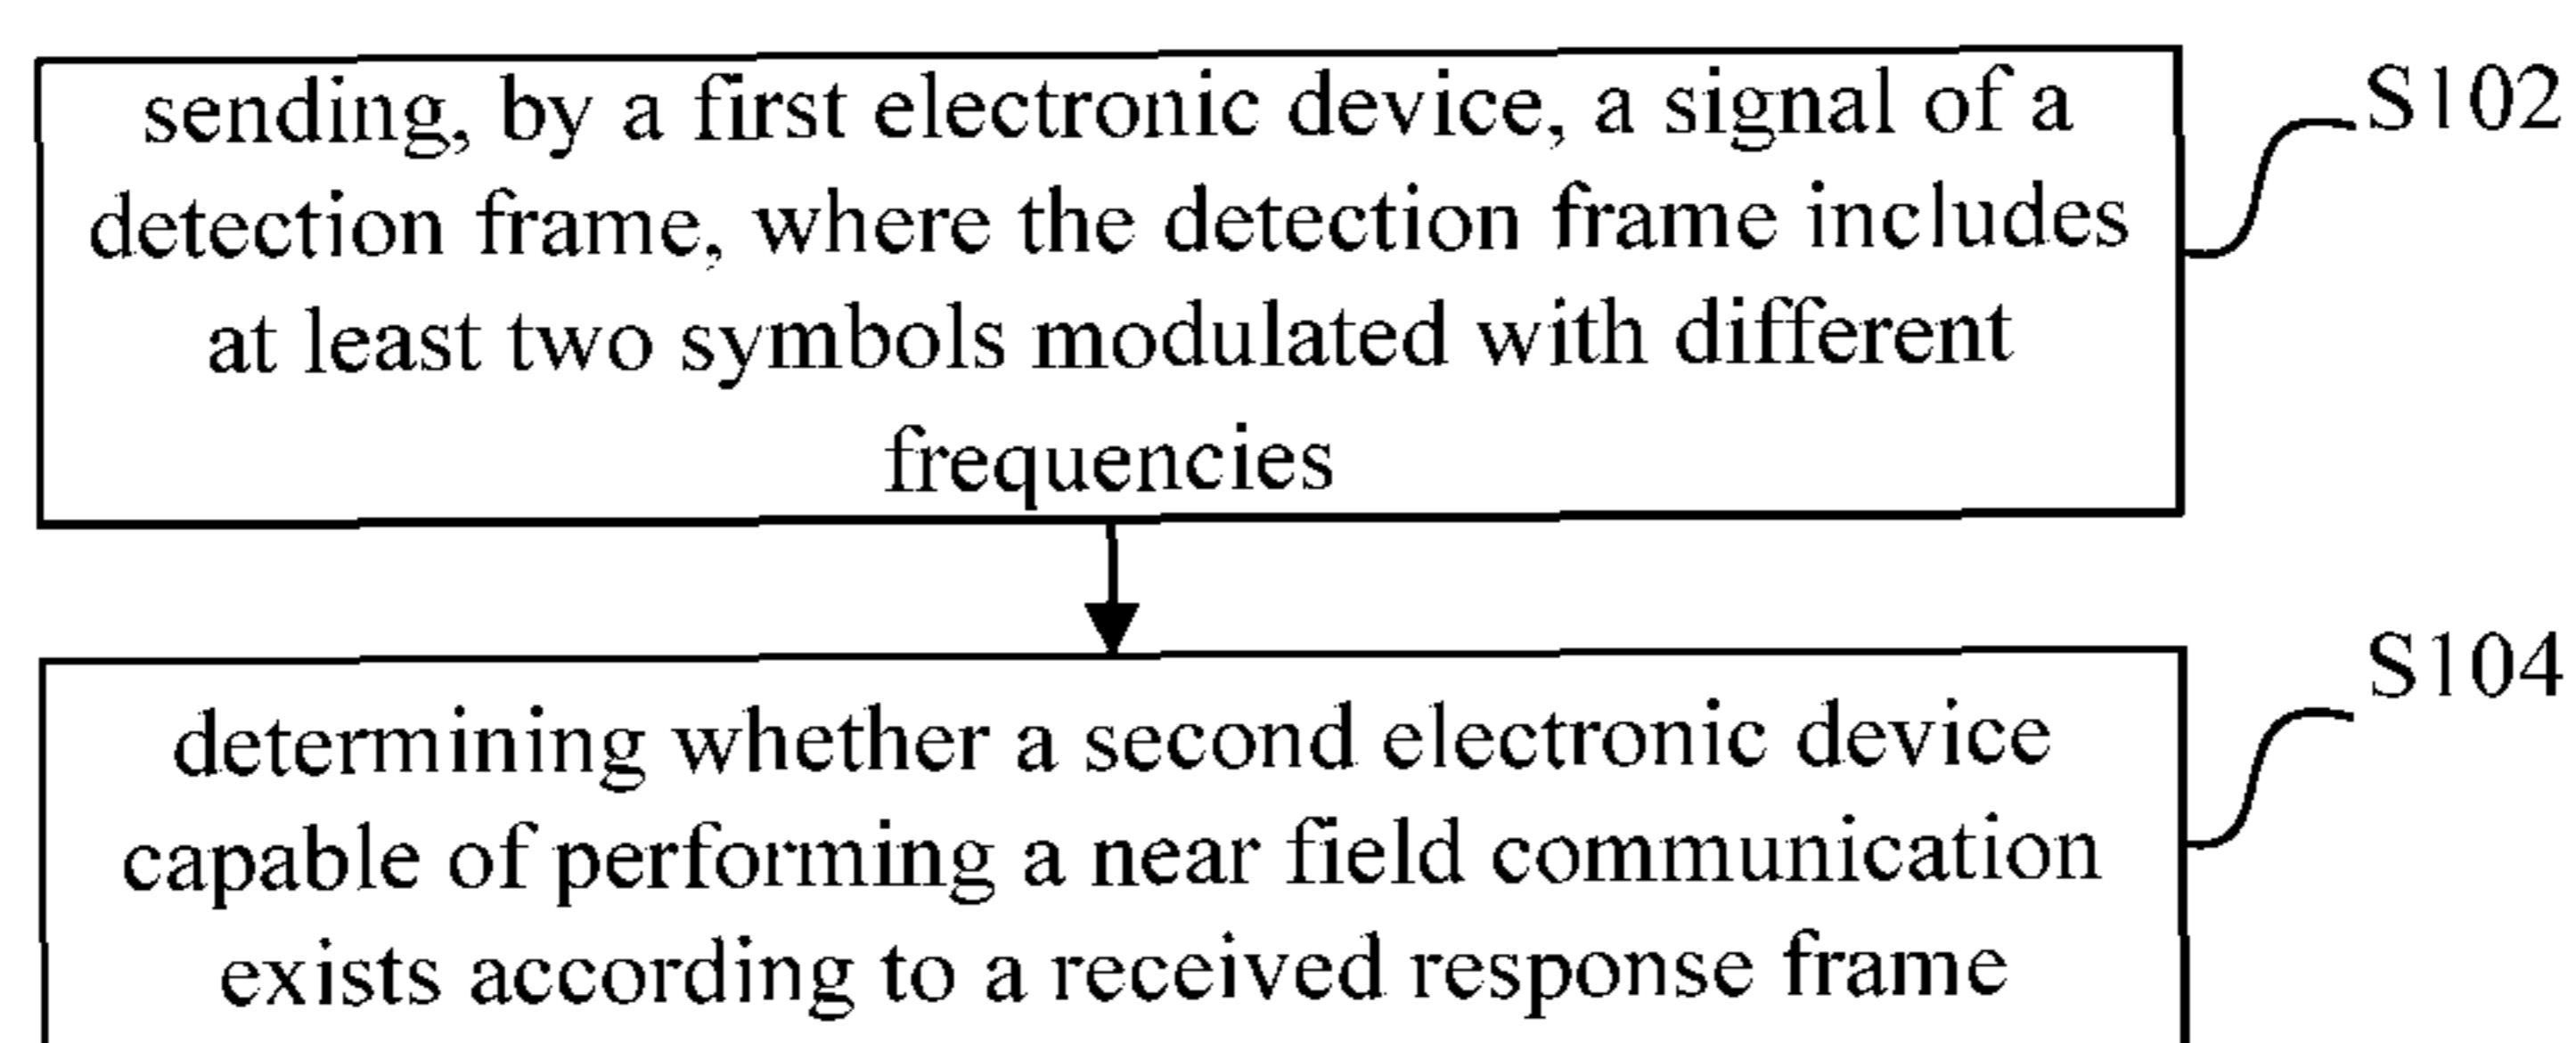 sending, by a first electronic device, a signal of a
detection frame, where the detection frame includes
at least two symbols modulated with different
frequencies
S102
determining whether a second electronic device
capable of performing a near field communication
exists according to a received response frame
S104